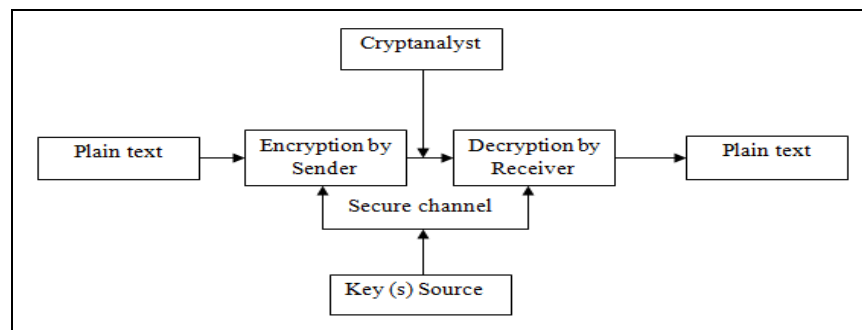 Cryptanalyst
Plain text
Encryption by
Sender
Decryption by
Receiver
Plain text
Secure channel
Key (s) Source